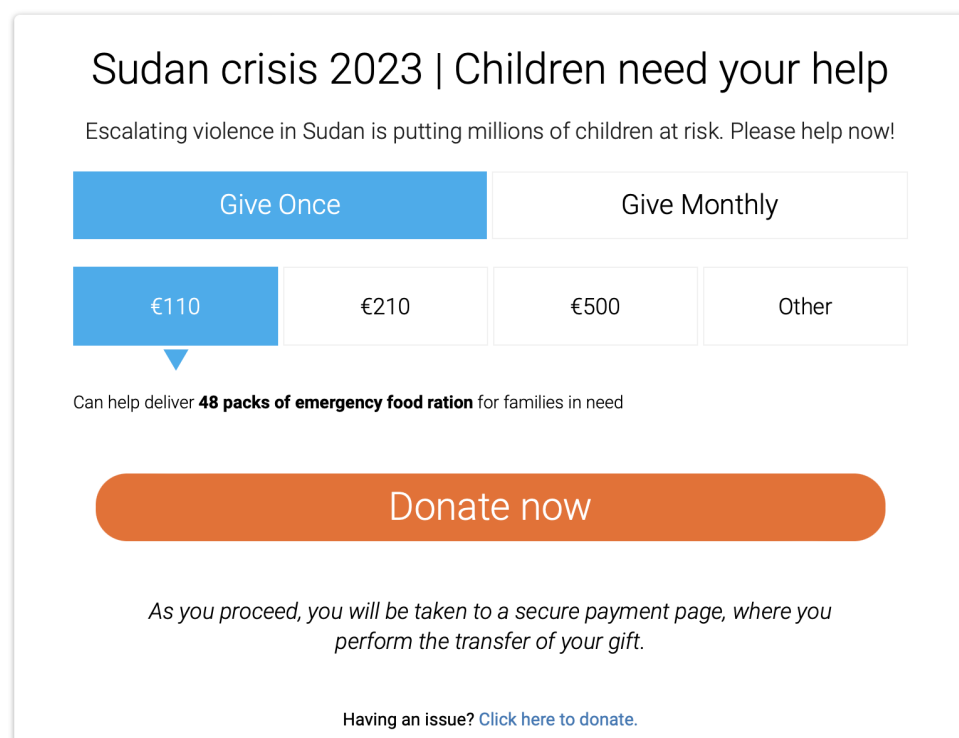 Sudan crisis 2023 | Children need your help
Escalating violence in Sudan is putting millions of children at risk. Please help now!
Give Once
Give Monthly
€110
€210
€500
Other
Can help deliver 48 packs of emergency food ration for families in need
Donate now
As you proceed, you will be taken to a secure payment page, where you
perform the transfer of your gift.
Having an issue? Click here to donate.